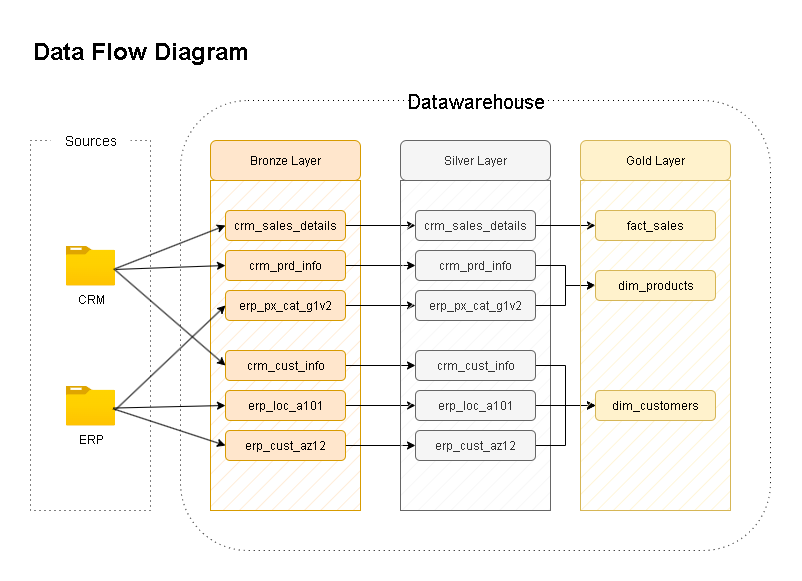 Data Flow Diagram
Datawarehouse
Sources
Bronze Layer
Silver Layer
Gold Layer
crm_sales_details
crm_sales_details
fact_sales
crm_prd_info
crm_prd_info
dim_products
CRM
erp_px_cat_g1v2
erp_px_cat_g1v2
crm_cust_info
crm_cust_info
erp_loc_a101
erp_loc_a101
dim_customers
ERP
erp_cust_az12
erp_cust_az12